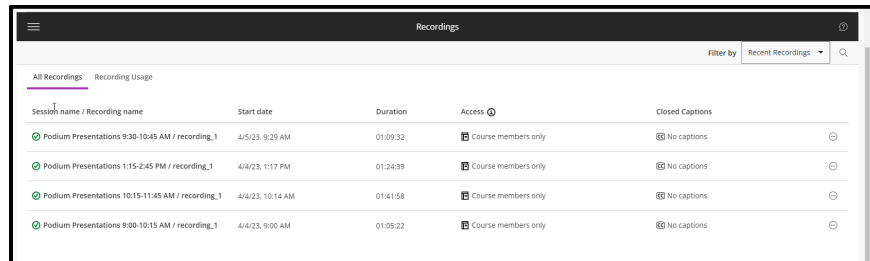 Recordings
Filter by Recent Recordings
All Recordings Recording Usage
Session name / Recording name Start date Duration Access Closed Captions
Podium Presentations 9:30-10:45 AM / recording_1 4/5/23, 9:29 AM 01:09:32 Course members only CC No captions
Podium Presentations 1:15-2:45 PM / recording_1 4/4/23, 1:17 PM 01:24:39 Course members only CC No captions
Podium Presentations 10:15-11:45 AM / recording_1 4/4/23, 10:14 AM 01:41:58 Course members only CC No captions
Podium Presentations 9:00-10:15 AM / recording_1 4/4/23, 9:00 AM 01:05:22 Course members only CC No captions